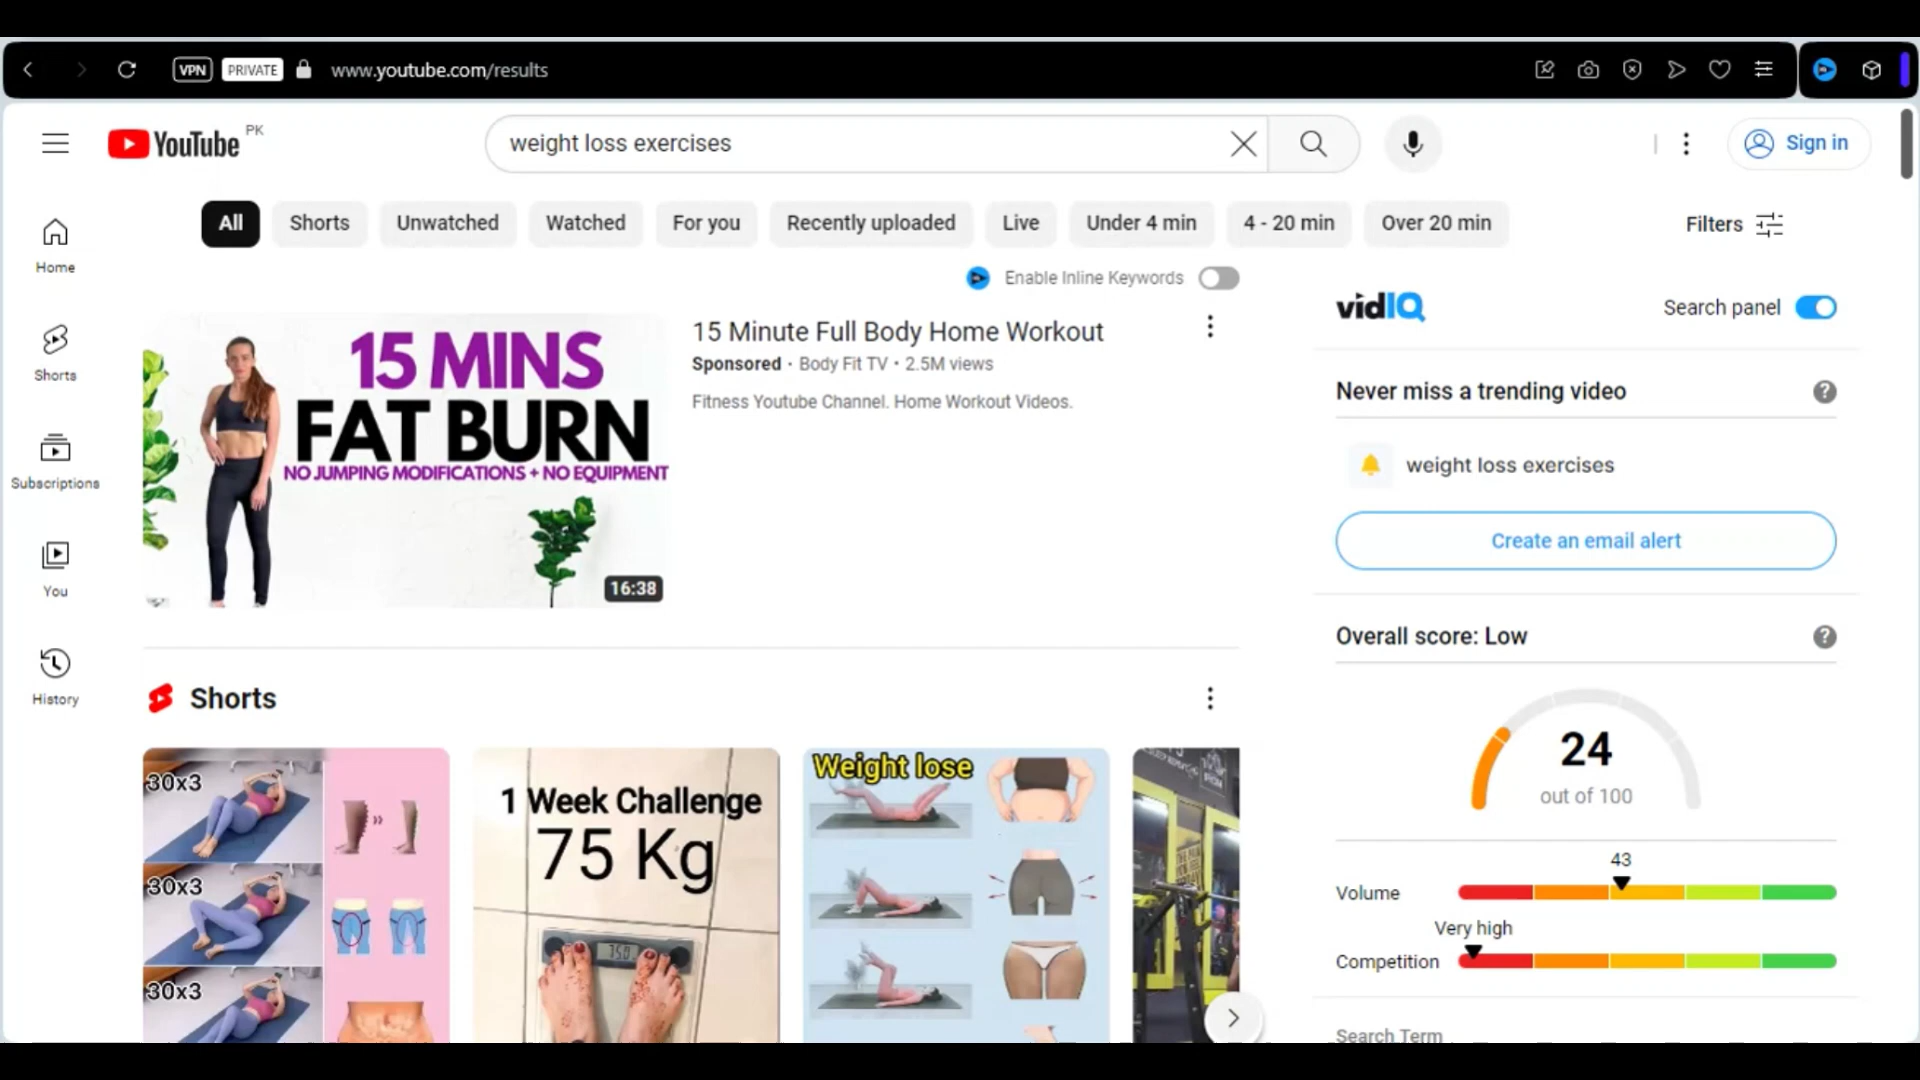 VPN PRIVATE www.youtube.com/results
YouTube PK
weight loss exercises
Sign in
All Shorts Unwatched Watched For you Recently uploaded Live Under 4 min 4 - 20 min Over 20 min Filters
Home
Shorts
Subscriptions
You
History
Enable Inline Keywords
15 MINS
FAT BURN
NO JUMPING MODIFICATIONS + NO EQUIPMENT
16:38
15 Minute Full Body Home Workout
Sponsored · Body Fit TV • 2.5M views
Fitness Youtube Channel. Home Workout Videos.
Shorts
30x3
30x3
30x3
1 Week Challenge
75 Kg
Weight lose
vidIQ Search panel
Never miss a trending video
weight loss exercises
Create an email alert
Overall score: Low
24
out of 100
43
Volume
Very high
Competition
Search Term